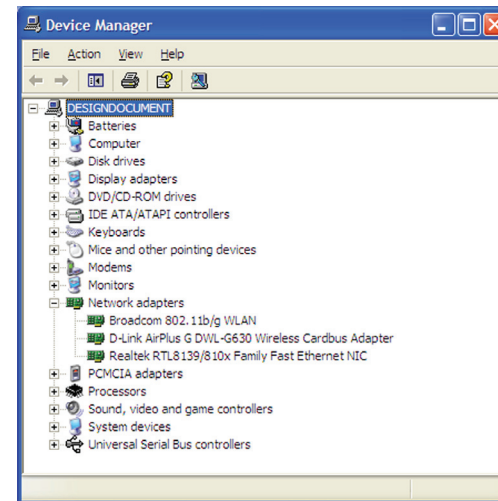 Device Manager
File Action View Help
DESIGNDOCUMENT
Batteries
Computer
Disk drives
Display adapters
DVD/CD-ROM drives
IDE ATA/ATAPI controllers
Keyboards
Mice and other pointing devices
Modems
Monitors
Network adapters
Broadcom 802.11b/g WLAN
D-Link AirPlus G DWL-G630 Wireless Cardbus Adapter
Realtek RTL8139/810x Family Fast Ethernet NIC
PCMCIA adapters
Processors
Sound, video and game controllers
System devices
Universal Serial Bus controllers